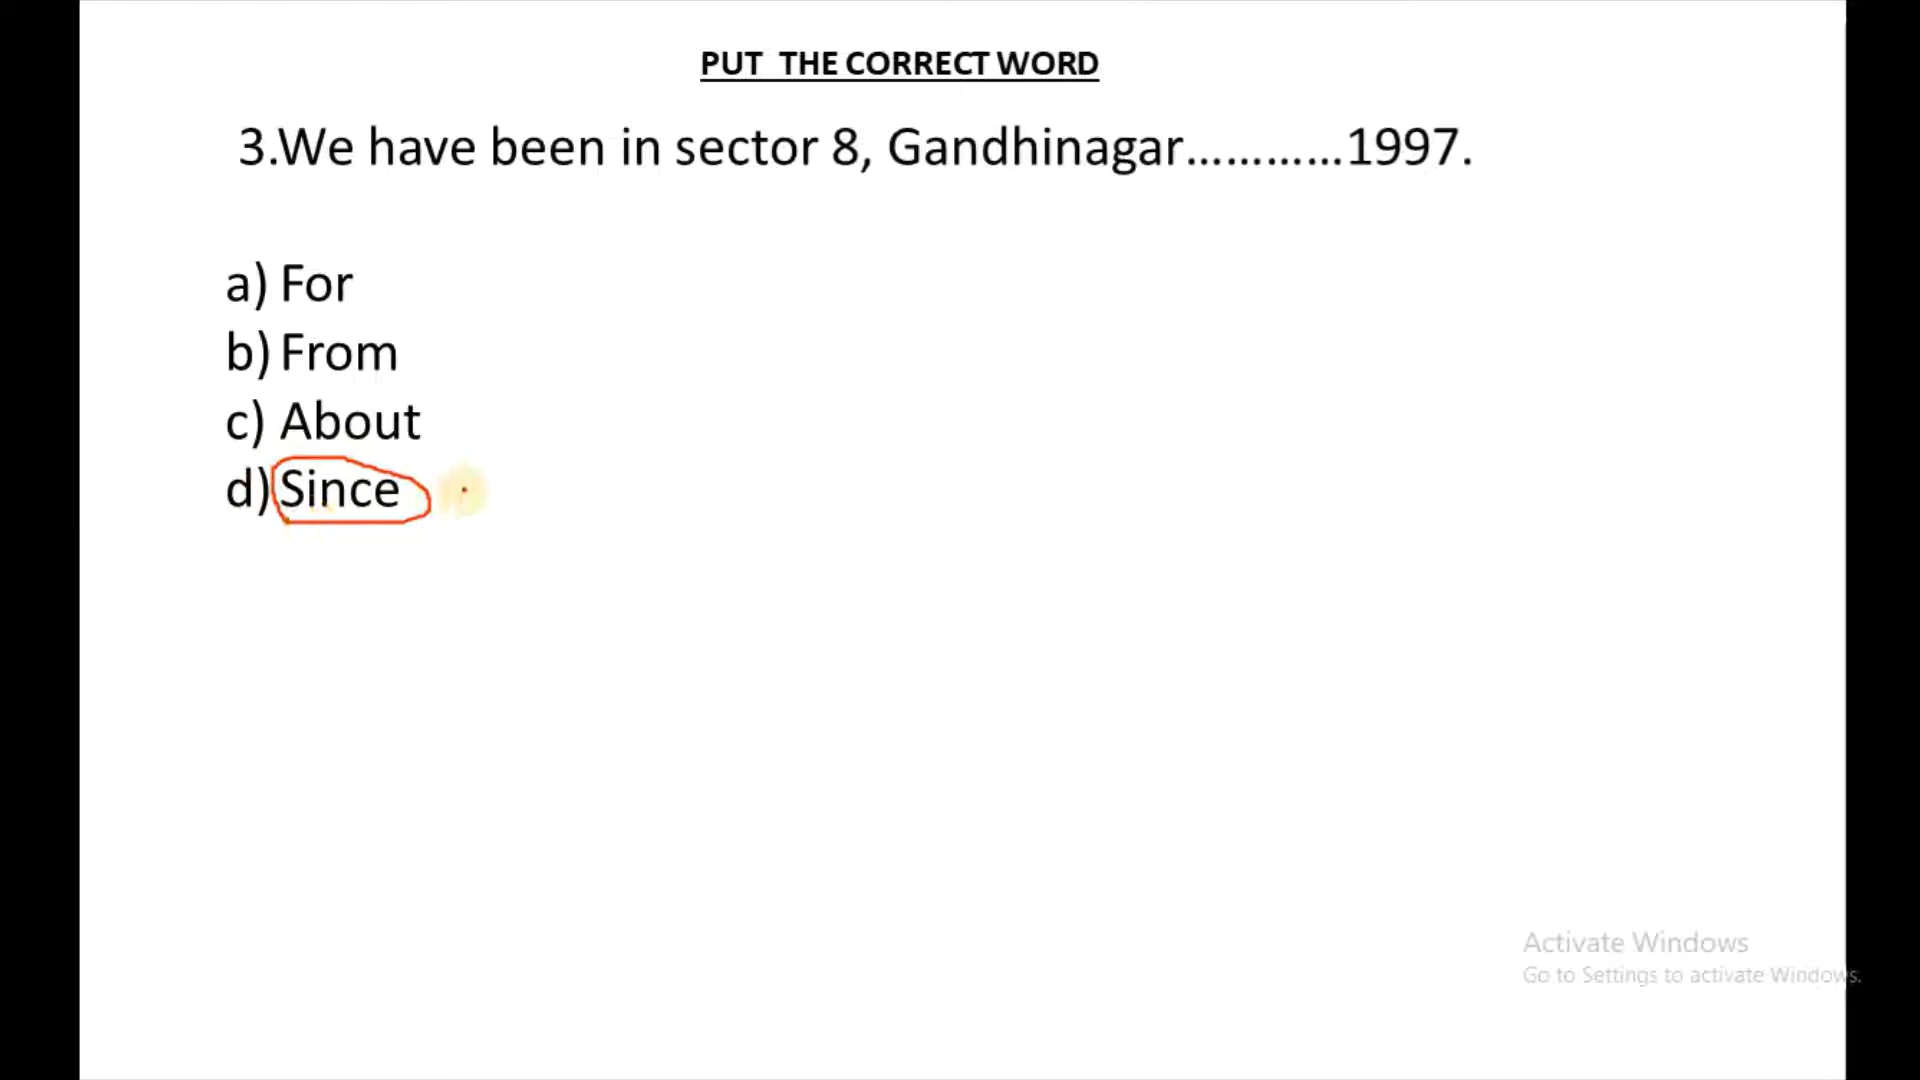 PUT THE CORRECT WORD
3.We have been in sector 8, Gandhinagar…………1997.
a) For
b) From
c) About
d) Since
Activate Windows
Go to Settings to activate Windows.